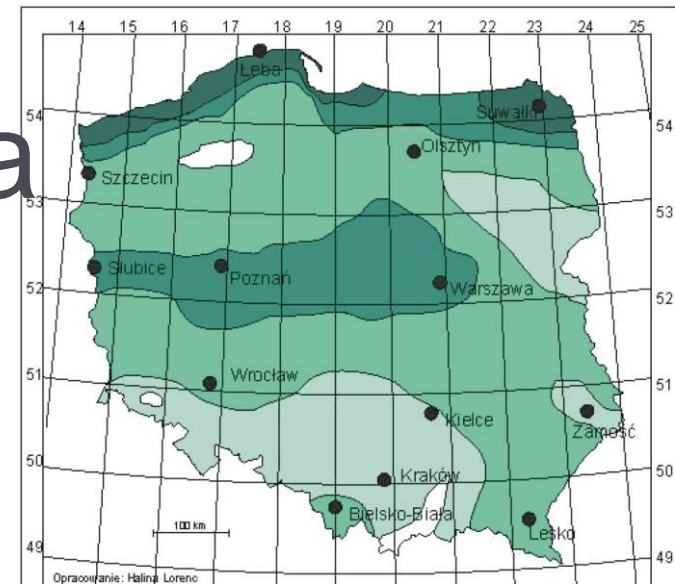 14 15 16 17 18 19 20 21 22 23 24 25
Łeba
54 Suwałki 54
a
Olsztyn
Szczecin
53 53
Słubice Poznań
52 Warszawa 52
51 Wrocław 51
Kielce
Zamość
50 Kraków 50
Bielsko-Biała
100 km Lesko
49 49
Opracowanie: Halina Lorenc